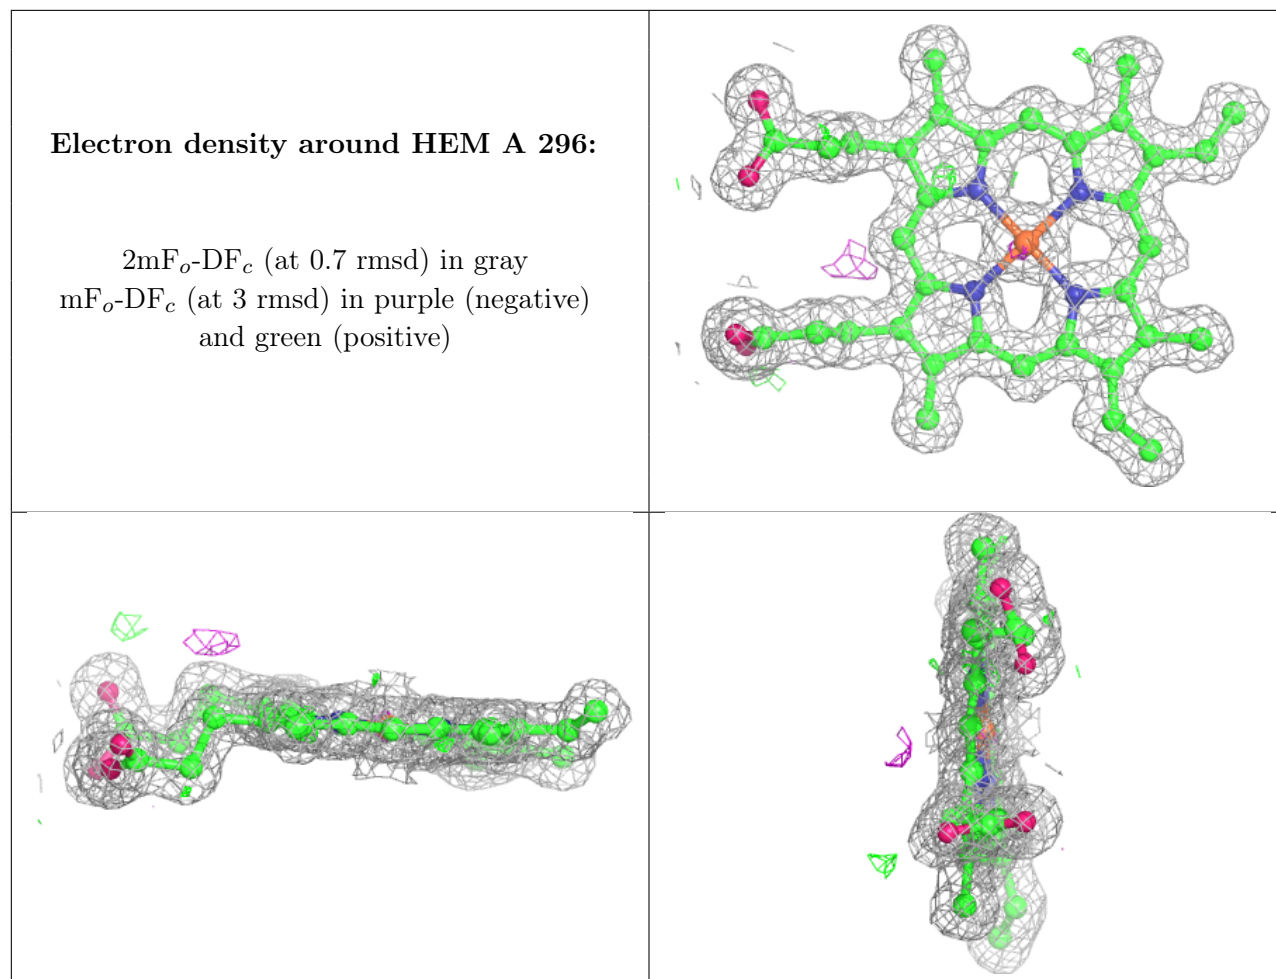 Electron density around HEM A 296:
2mFₒ-DF𝒸 (at 0.7 rmsd) in gray
mFₒ-DF𝒸 (at 3 rmsd) in purple (negative)
and green (positive)